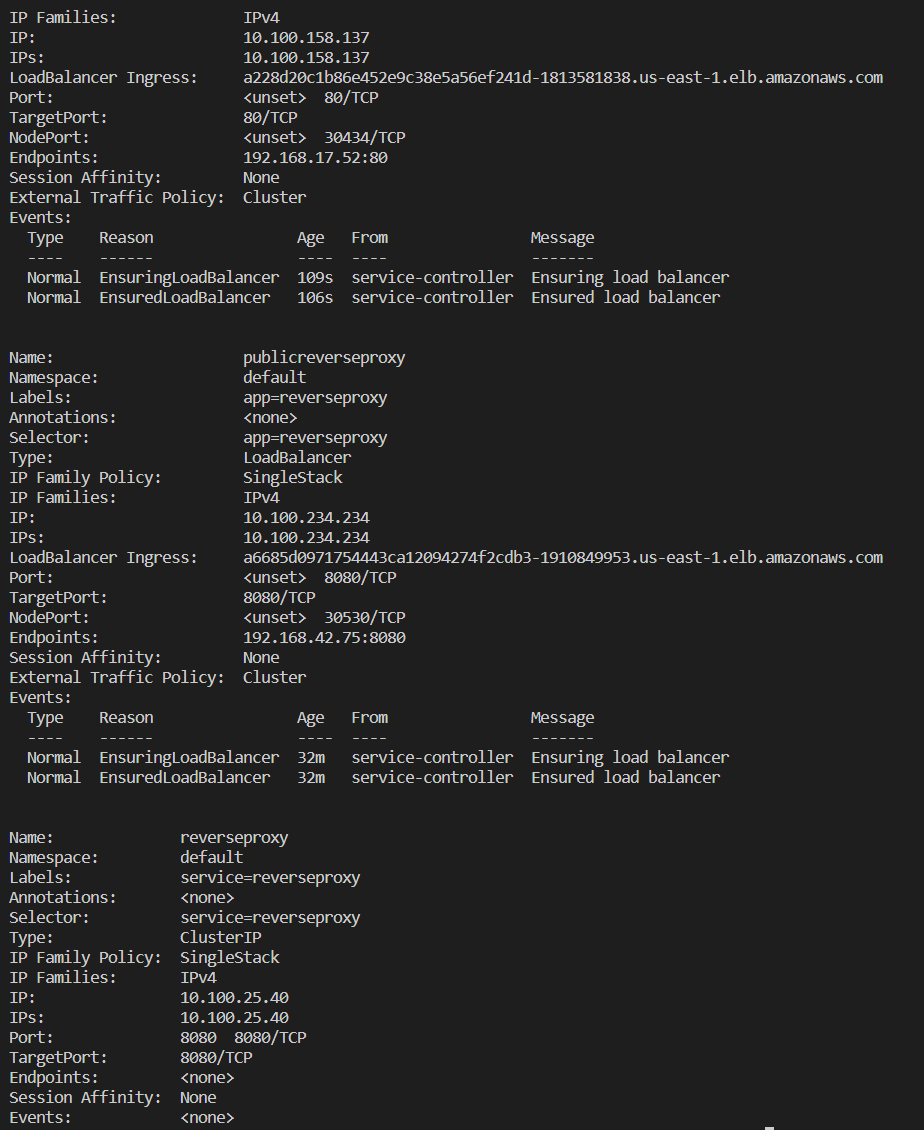 IP Families:              IPv4
IP:                       10.100.158.137
IPs:                      10.100.158.137
LoadBalancer Ingress:     a228d20c1b86e452e9c38e5a56ef241d-1813581838.us-east-1.elb.amazonaws.com
Port:                     <unset>  80/TCP
TargetPort:               80/TCP
NodePort:                 <unset>  30434/TCP
Endpoints:                192.168.17.52:80
Session Affinity:         None
External Traffic Policy:  Cluster
Events:
  Type    Reason                Age   From                Message
  ----    ------                ----  ----                -------
  Normal  EnsuringLoadBalancer  109s  service-controller  Ensuring load balancer
  Normal  EnsuredLoadBalancer   106s  service-controller  Ensured load balancer
Name:                     publicreverseproxy
Namespace:                default
Labels:                   app=reverseproxy
Annotations:              <none>
Selector:                 app=reverseproxy
Type:                     LoadBalancer
IP Family Policy:         SingleStack
IP Families:              IPv4
IP:                       10.100.234.234
IPs:                      10.100.234.234
LoadBalancer Ingress:     a6685d0971754443ca12094274f2cdb3-1910849953.us-east-1.elb.amazonaws.com
Port:                     <unset>  8080/TCP
TargetPort:               8080/TCP
NodePort:                 <unset>  30530/TCP
Endpoints:                192.168.42.75:8080
Session Affinity:         None
External Traffic Policy:  Cluster
Events:
  Type    Reason                Age   From                Message
  ----    ------                ----  ----                -------
  Normal  EnsuringLoadBalancer  32m   service-controller  Ensuring load balancer
  Normal  EnsuredLoadBalancer   32m   service-controller  Ensured load balancer
Name:              reverseproxy
Namespace:         default
Labels:            service=reverseproxy
Annotations:       <none>
Selector:          service=reverseproxy
Type:              ClusterIP
IP Family Policy:  SingleStack
IP Families:       IPv4
IP:                10.100.25.40
IPs:               10.100.25.40
Port:              8080  8080/TCP
TargetPort:        8080/TCP
Endpoints:         <none>
Session Affinity:  None
Events:            <none>